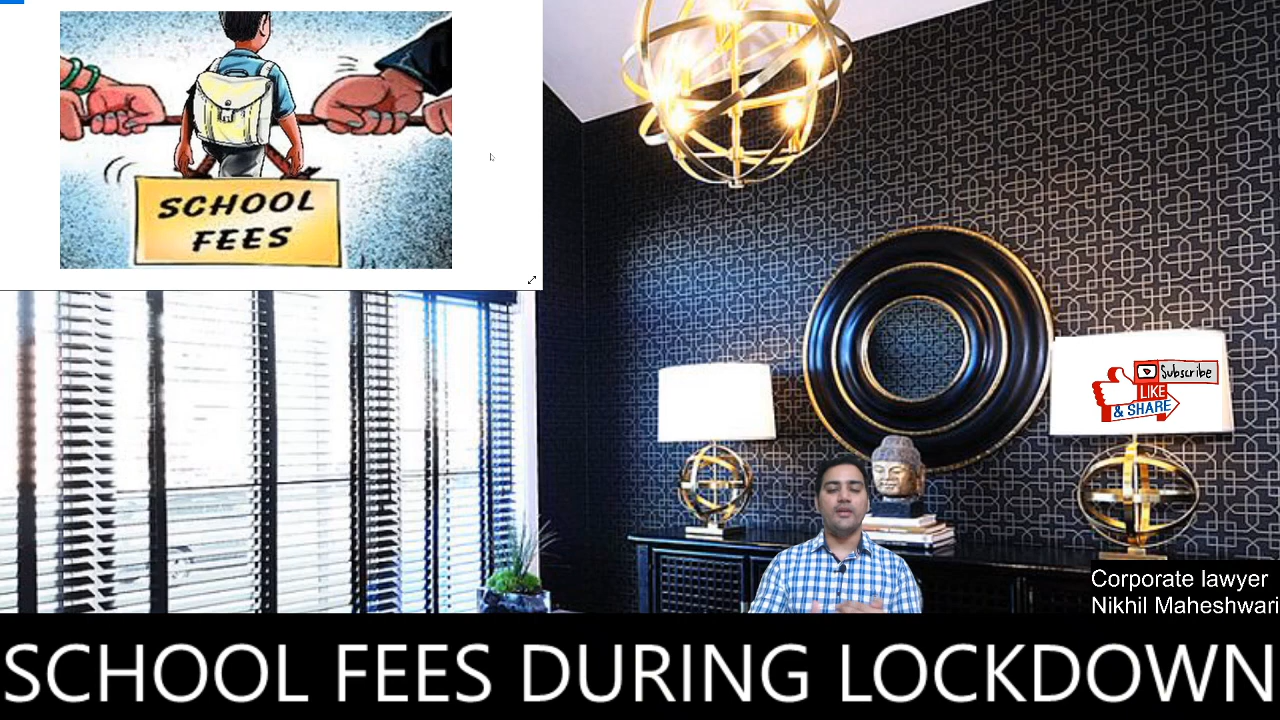 SCHOOL
FEES
Subscribe
LIKE
& SHARE
Corporate lawyer
Nikhil Maheshwari
SCHOOL FEES DURING LOCKDOWN